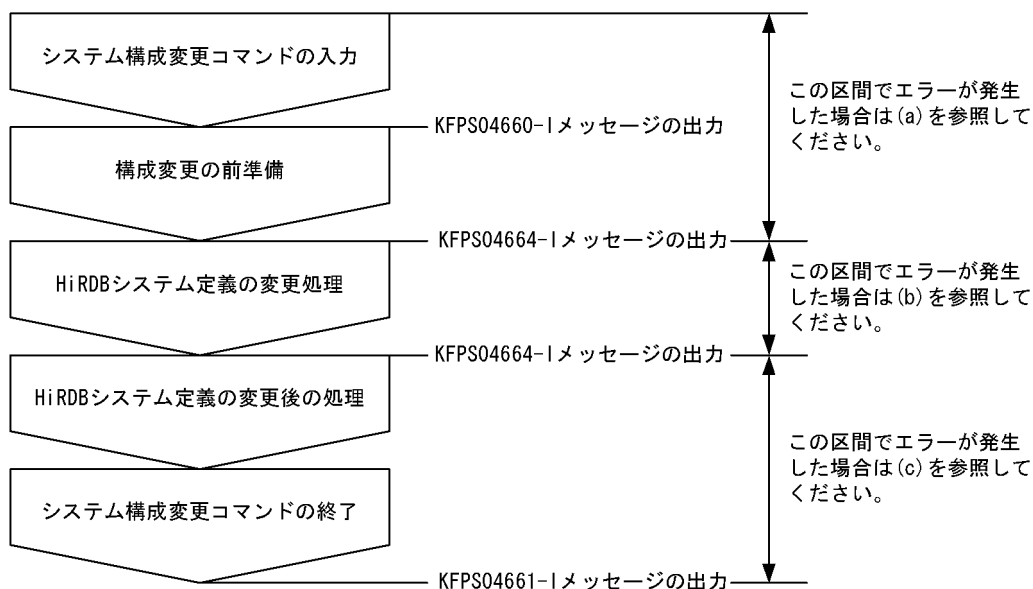 システム構成変更コマンドの入力
この区間でエラーが発生
した場合は(a)を参照して
ください。
KFPS04660-Iメッセージの出力
構成変更の前準備
KFPS04664-Iメッセージの出力
HiRDBシステム定義の変更処理
この区間でエラーが発生
した場合は(b)を参照して
ください。
KFPS04664-Iメッセージの出力
HiRDBシステム定義の変更後の処理
この区間でエラーが発生
した場合は(c)を参照して
ください。
システム構成変更コマンドの終了
KFPS04661-Iメッセージの出力